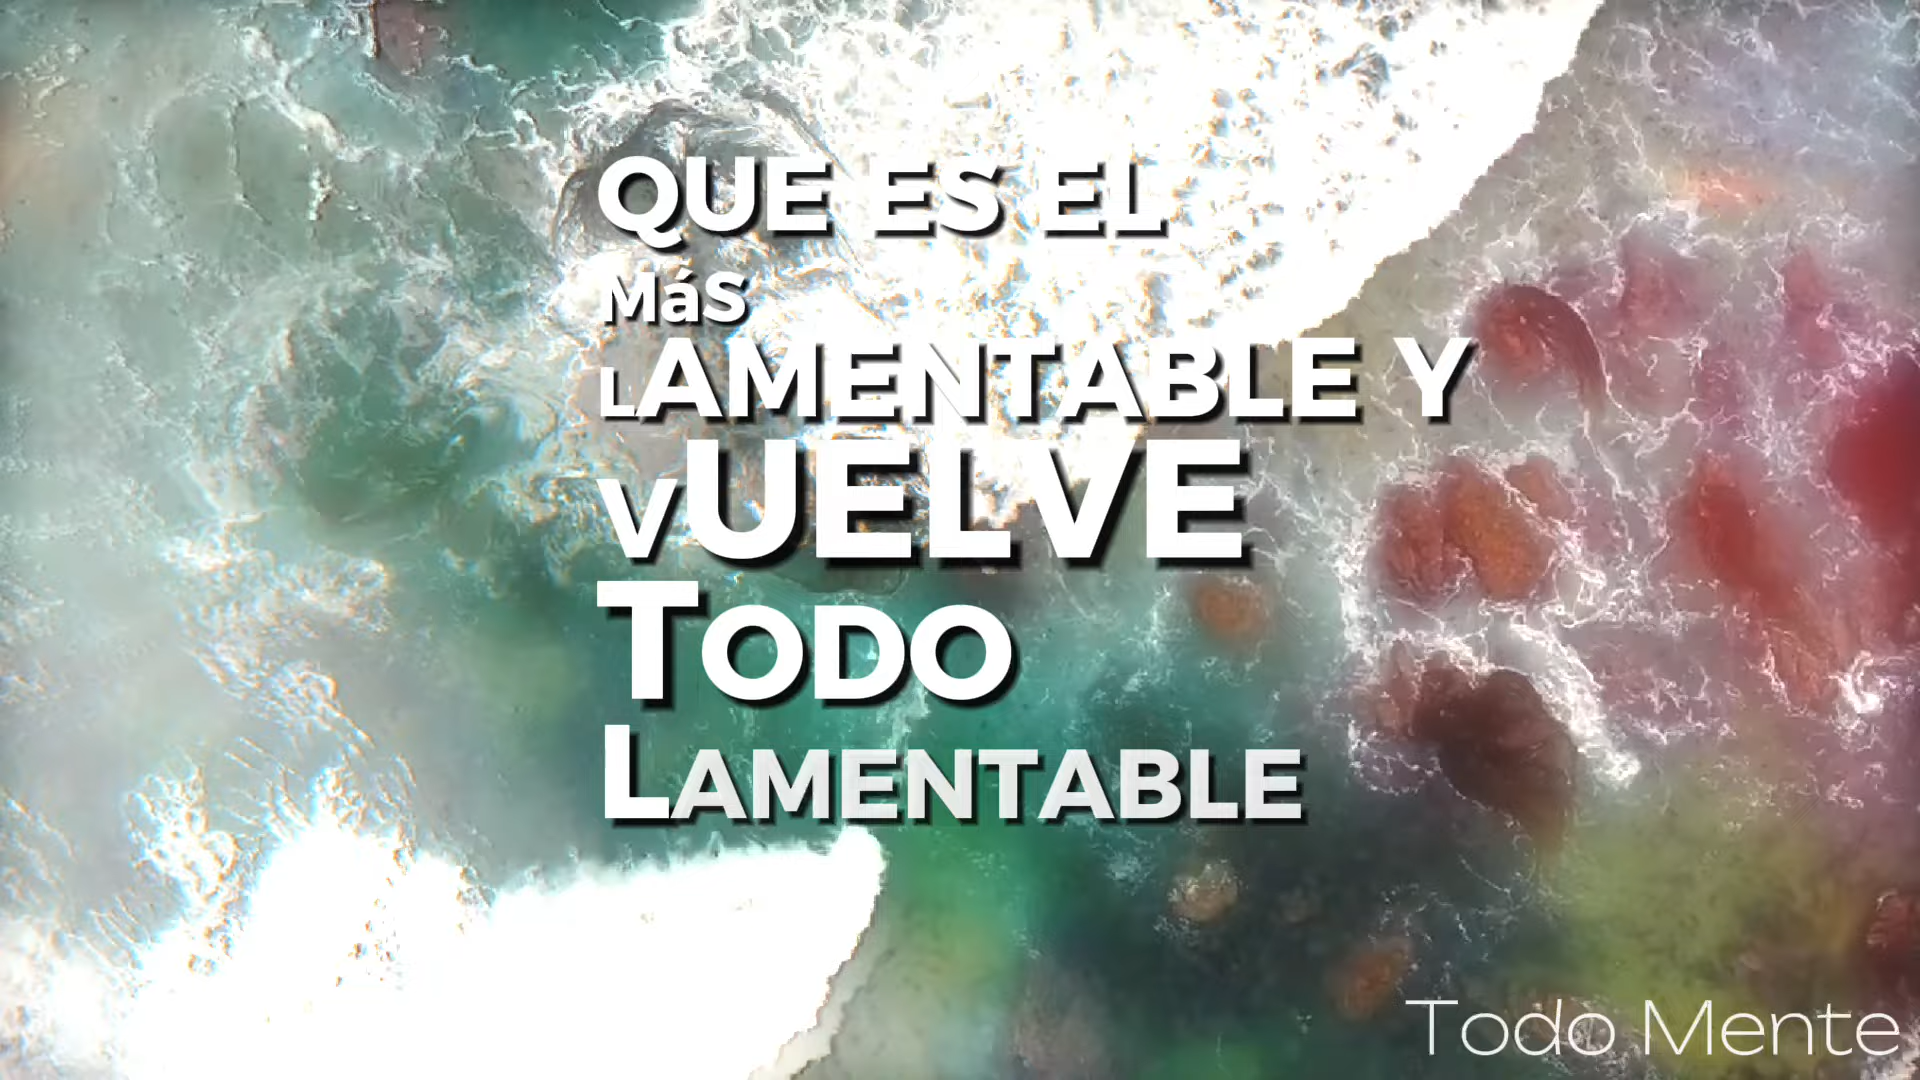 QUE ES EL
MáS
LAMENTABLE Y
VUELVE
TODO
LAMENTABLE
Todo Mente